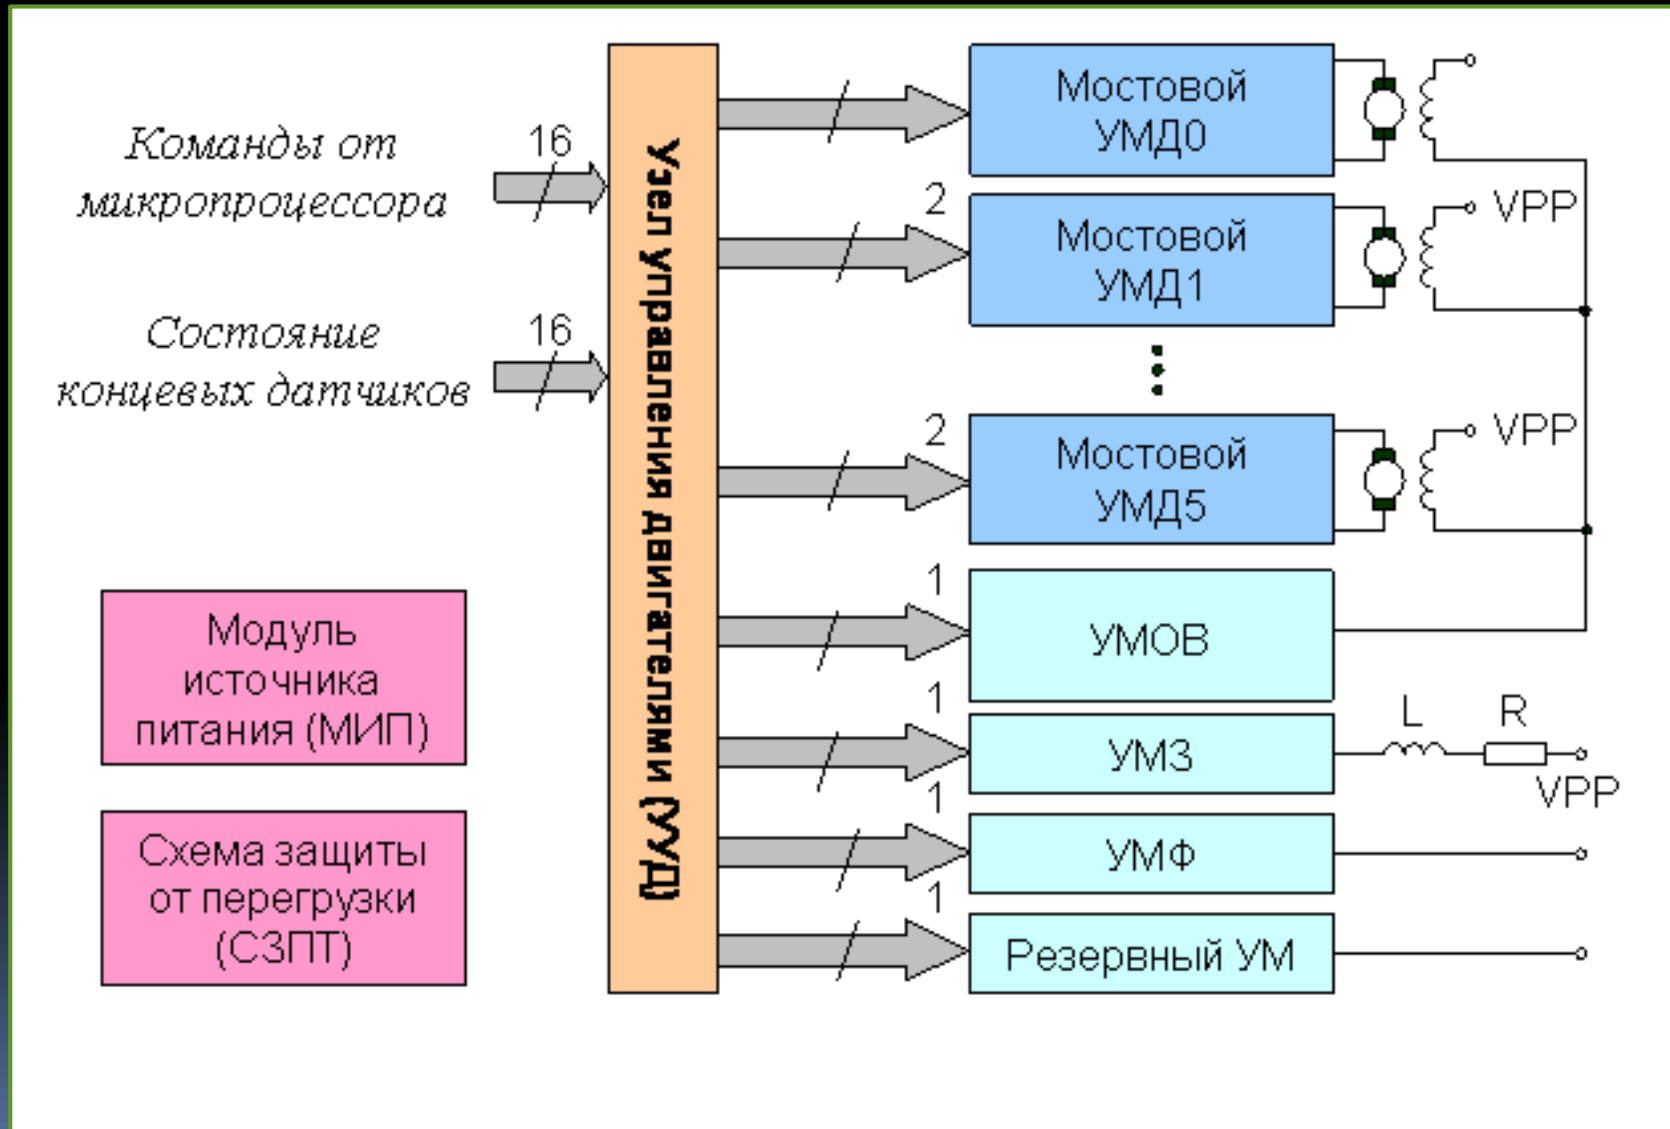 Команды от
микропроцессора
16
Состояние
концевых датчиков
16
Модуль
источника
питания (МИП)
Схема защиты
от перегрузки
(СЗПТ)
Узел управления двигателями (УУД)
Мостовой
УМД0
2
Мостовой
УМД1
VPP
2
Мостовой
УМД5
VPP
1
УМОВ
1
УМЗ
L
R
VPP
1
УМФ
1
Резервный УМ